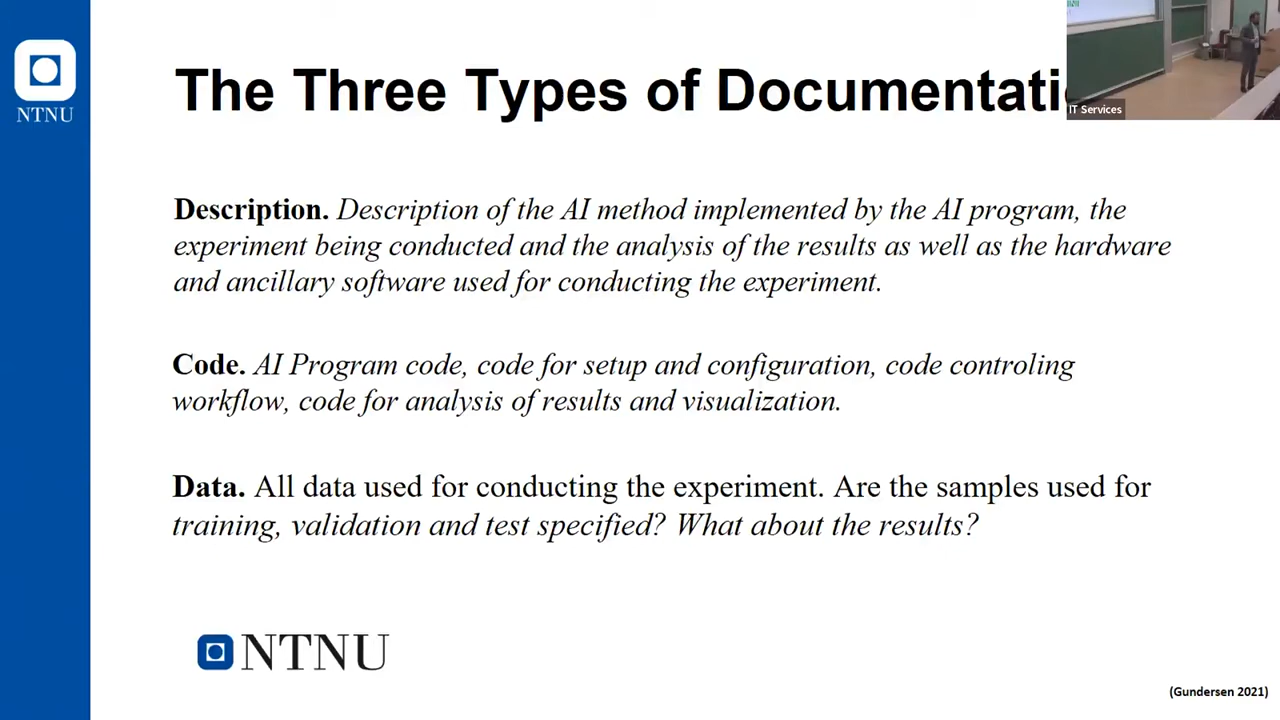 NTNU
The Three Types of Documentati
IT Services
Description. Description of the AI method implemented by the AI program, the
experiment being conducted and the analysis of the results as well as the hardware
and ancillary software used for conducting the experiment.
Code. AI Program code, code for setup and configuration, code controling
workflow, code for analysis of results and visualization.
Data. All data used for conducting the experiment. Are the samples used for
training, validation and test specified? What about the results?
NTNU
(Gundersen 2021)